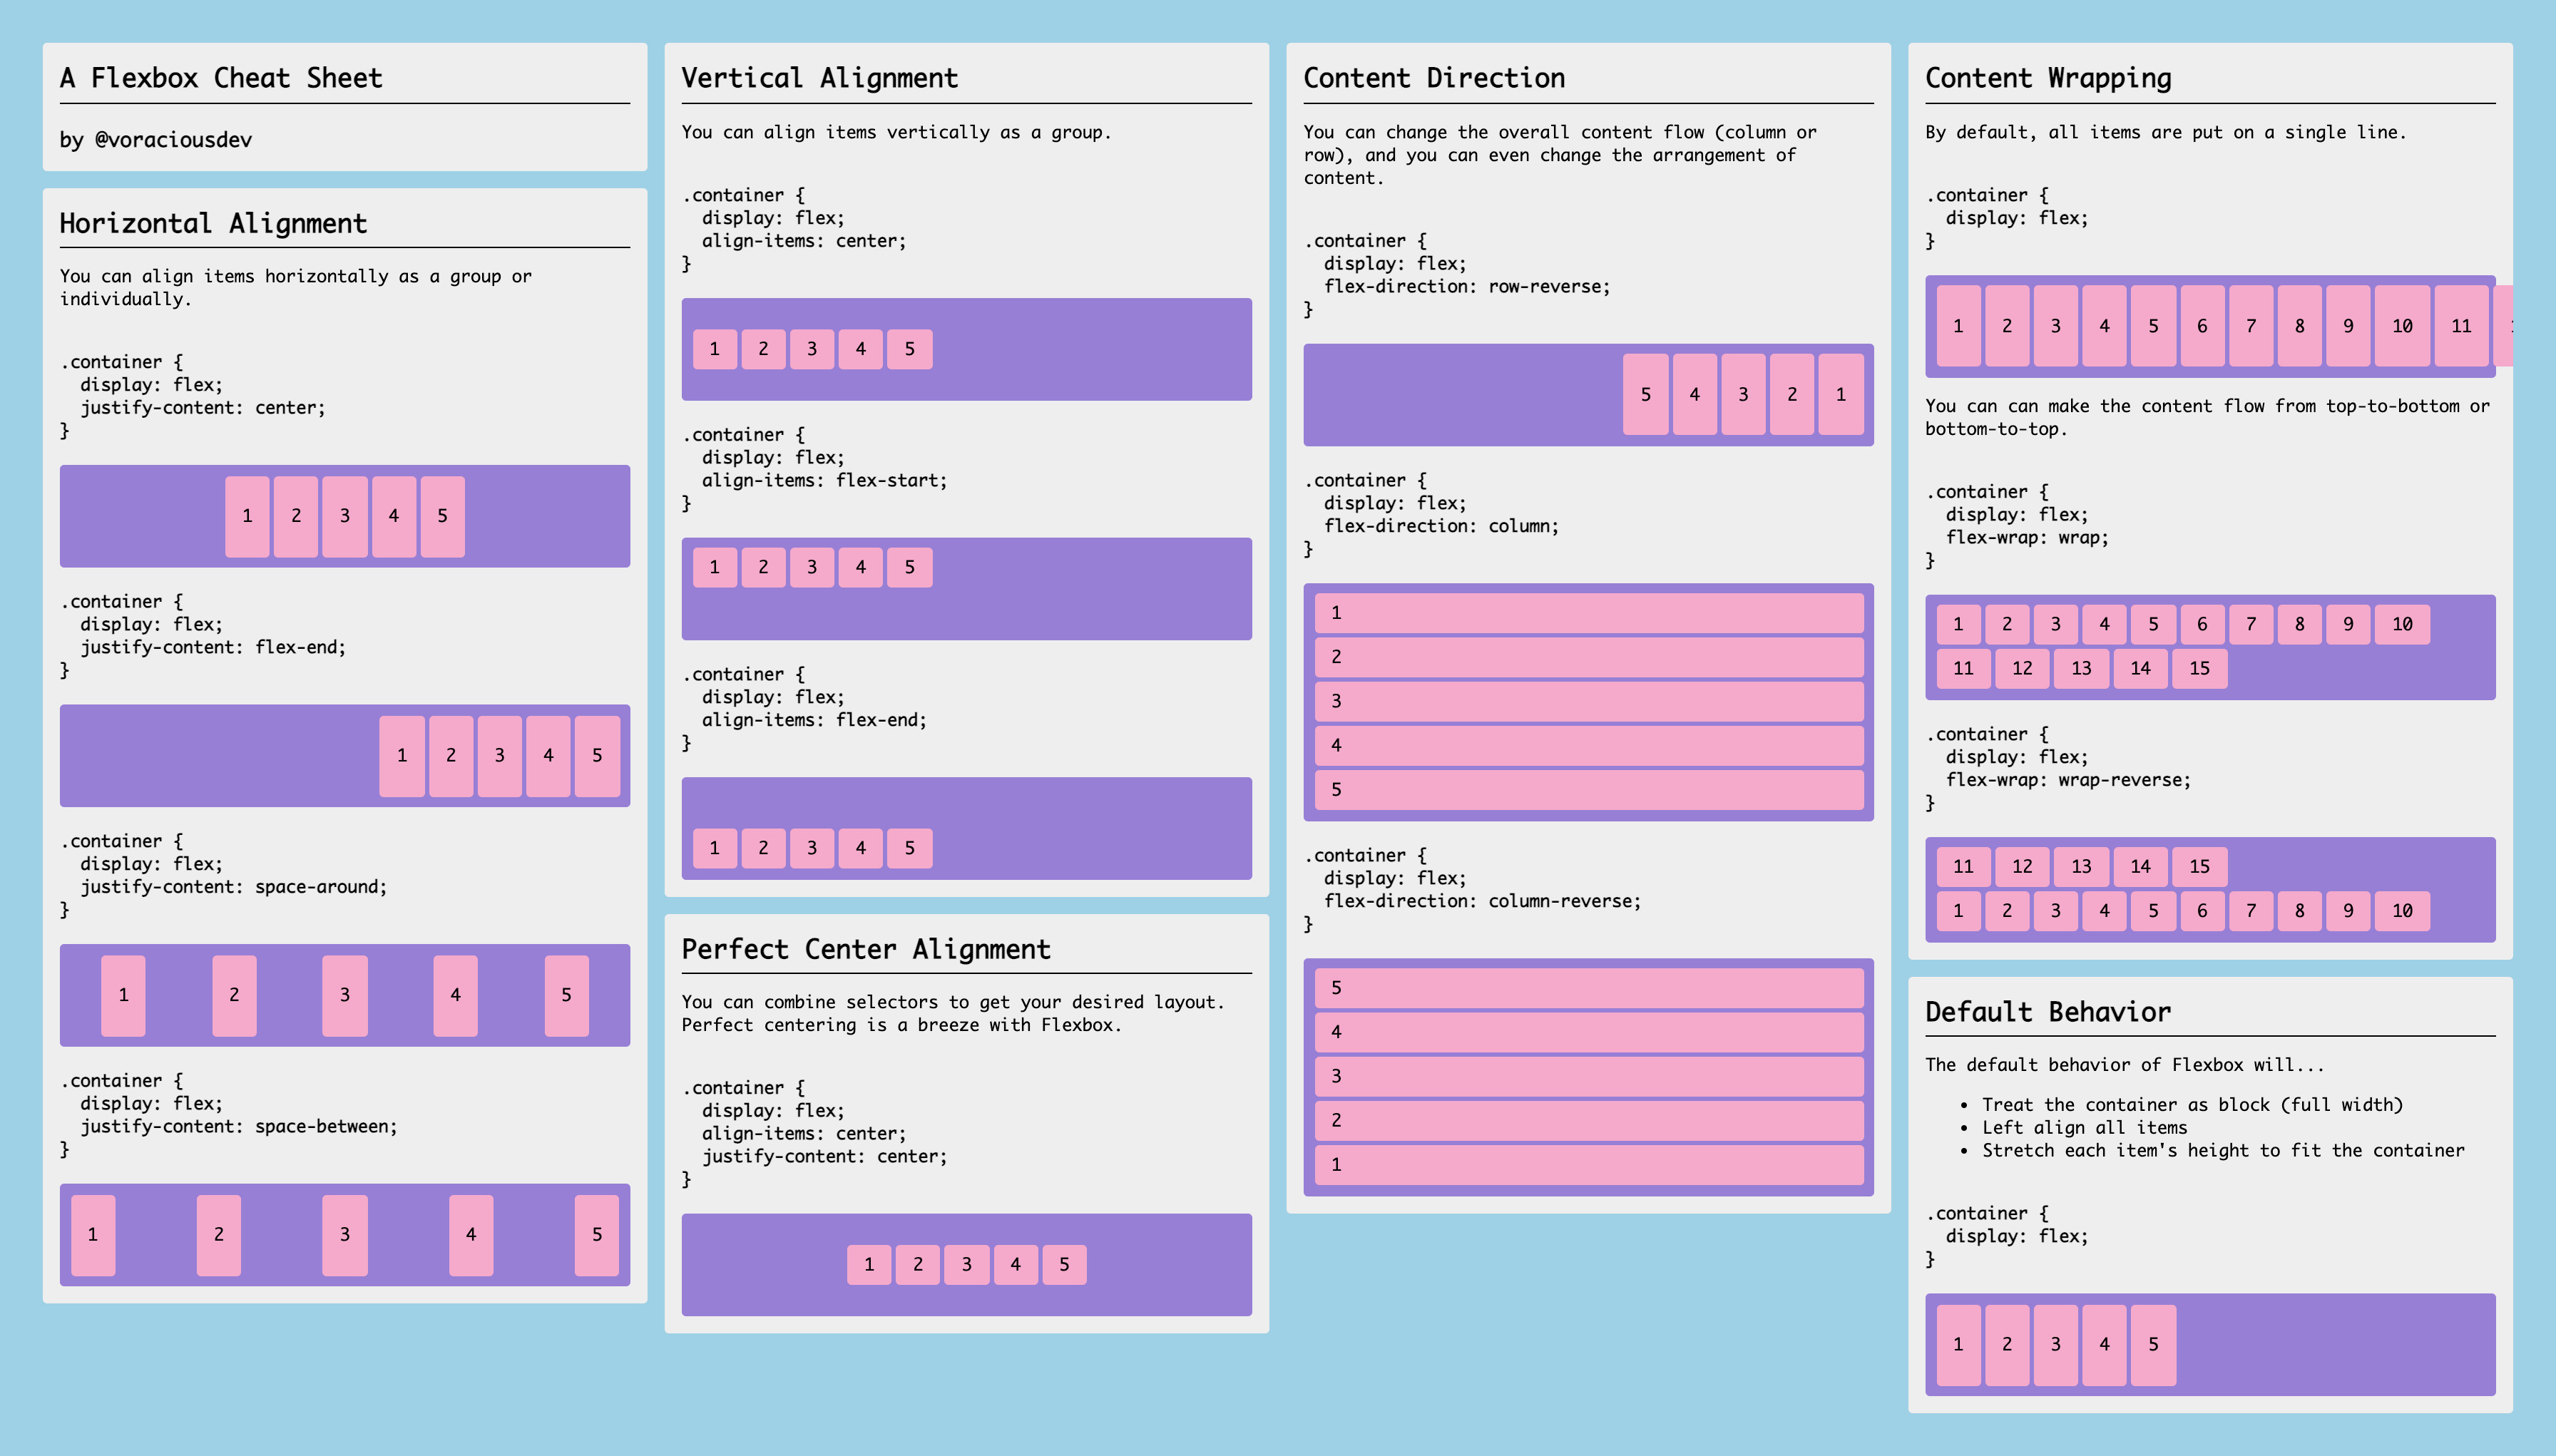 A Flexbox Cheat Sheet
by @voraciousdev
Horizontal Alignment
You can align items horizontally as a group or
individually.
.container {
  display: flex;
  justify-content: center;
}
1 2 3 4 5
.container {
  display: flex;
  justify-content: flex-end;
}
1 2 3 4 5
.container {
  display: flex;
  justify-content: space-around;
}
1 2 3 4 5
.container {
  display: flex;
  justify-content: space-between;
}
1 2 3 4 5
Vertical Alignment
You can align items vertically as a group.
.container {
  display: flex;
  align-items: center;
}
1 2 3 4 5
.container {
  display: flex;
  align-items: flex-start;
}
1 2 3 4 5
.container {
  display: flex;
  align-items: flex-end;
}
1 2 3 4 5
Perfect Center Alignment
You can combine selectors to get your desired layout.
Perfect centering is a breeze with Flexbox.
.container {
  display: flex;
  align-items: center;
  justify-content: center;
}
1 2 3 4 5
Content Direction
You can change the overall content flow (column or
row), and you can even change the arrangement of
content.
.container {
  display: flex;
  flex-direction: row-reverse;
}
5 4 3 2 1
.container {
  display: flex;
  flex-direction: column;
}
1
2
3
4
5
.container {
  display: flex;
  flex-direction: column-reverse;
}
5
4
3
2
1
Content Wrapping
By default, all items are put on a single line.
.container {
  display: flex;
}
1 2 3 4 5 6 7 8 9 10 11
You can can make the content flow from top-to-bottom or
bottom-to-top.
.container {
  display: flex;
  flex-wrap: wrap;
}
1 2 3 4 5 6 7 8 9 10
11 12 13 14 15
.container {
  display: flex;
  flex-wrap: wrap-reverse;
}
11 12 13 14 15
1 2 3 4 5 6 7 8 9 10
Default Behavior
The default behavior of Flexbox will...
• Treat the container as block (full width)
• Left align all items
• Stretch each item's height to fit the container
.container {
  display: flex;
}
1 2 3 4 5